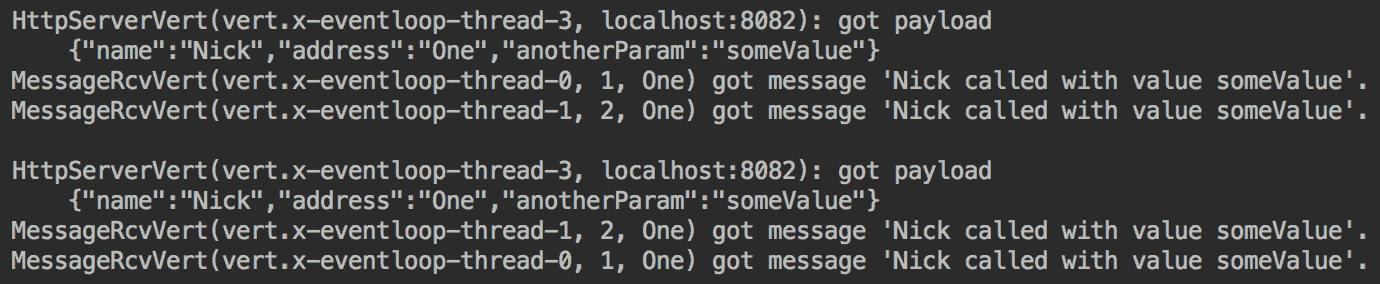 HttpServerVert(vert.x-eventloop-thread-3, localhost:8082): got payload
{"name":"Nick","address":"One","anotherParam":"someValue"}
MessageRcvVert(vert.x-eventloop-thread-0, 1, One) got message 'Nick called with value someValue'.
MessageRcvVert(vert.x-eventloop-thread-1, 2, One) got message 'Nick called with value someValue'.
HttpServerVert(vert.x-eventloop-thread-3, localhost:8082): got payload
{"name":"Nick","address":"One","anotherParam":"someValue"}
MessageRcvVert(vert.x-eventloop-thread-1, 2, One) got message 'Nick called with value someValue'.
MessageRcvVert(vert.x-eventloop-thread-0, 1, One) got message 'Nick called with value someValue'.